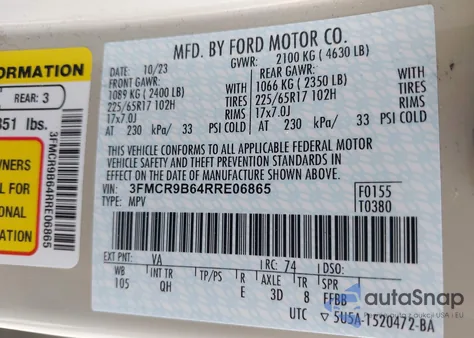 ORMATION
REAR: 3
351 lbs.
3FMCR9B64RRE06865
WNERS
L FOR
ONAL
ON
MFD. BY FORD MOTOR CO.
DATE: 10/23 GVWR: 2100 KG ( 4630 LB)
FRONT GAWR: REAR GAWR:
1089 KG ( 2400 LB) 1066 KG ( 2350 LB)
225/65R17 102H TIRES 225/65R17 102H
17x7.0J RIMS 17x7.0J TIRES RIMS
AT 230 kPa/ 33 PSI COLD AT 230 kPa/ 33 PSI COLD
THIS VEHICLE CONFORMS TO ALL APPLICABLE FEDERAL MOTOR
VEHICLE SAFETY, BUMPER, AND THEFT PREVENTION STANDARDS IN
EFFECT ON THE DATE OF MANUFACTURE SHOWN ABOVE.
VIN: 3FMCR9B64RRE06865 F0155
TYPE: MPV T0380
EXT PNT: VA RC: 74 DSO:
WB INT TR TP/PS R AXLE TR SPR
105 QH E 3D 8 FFBB
UTC ▽ 5U5A-1520472-BA
autoSnap